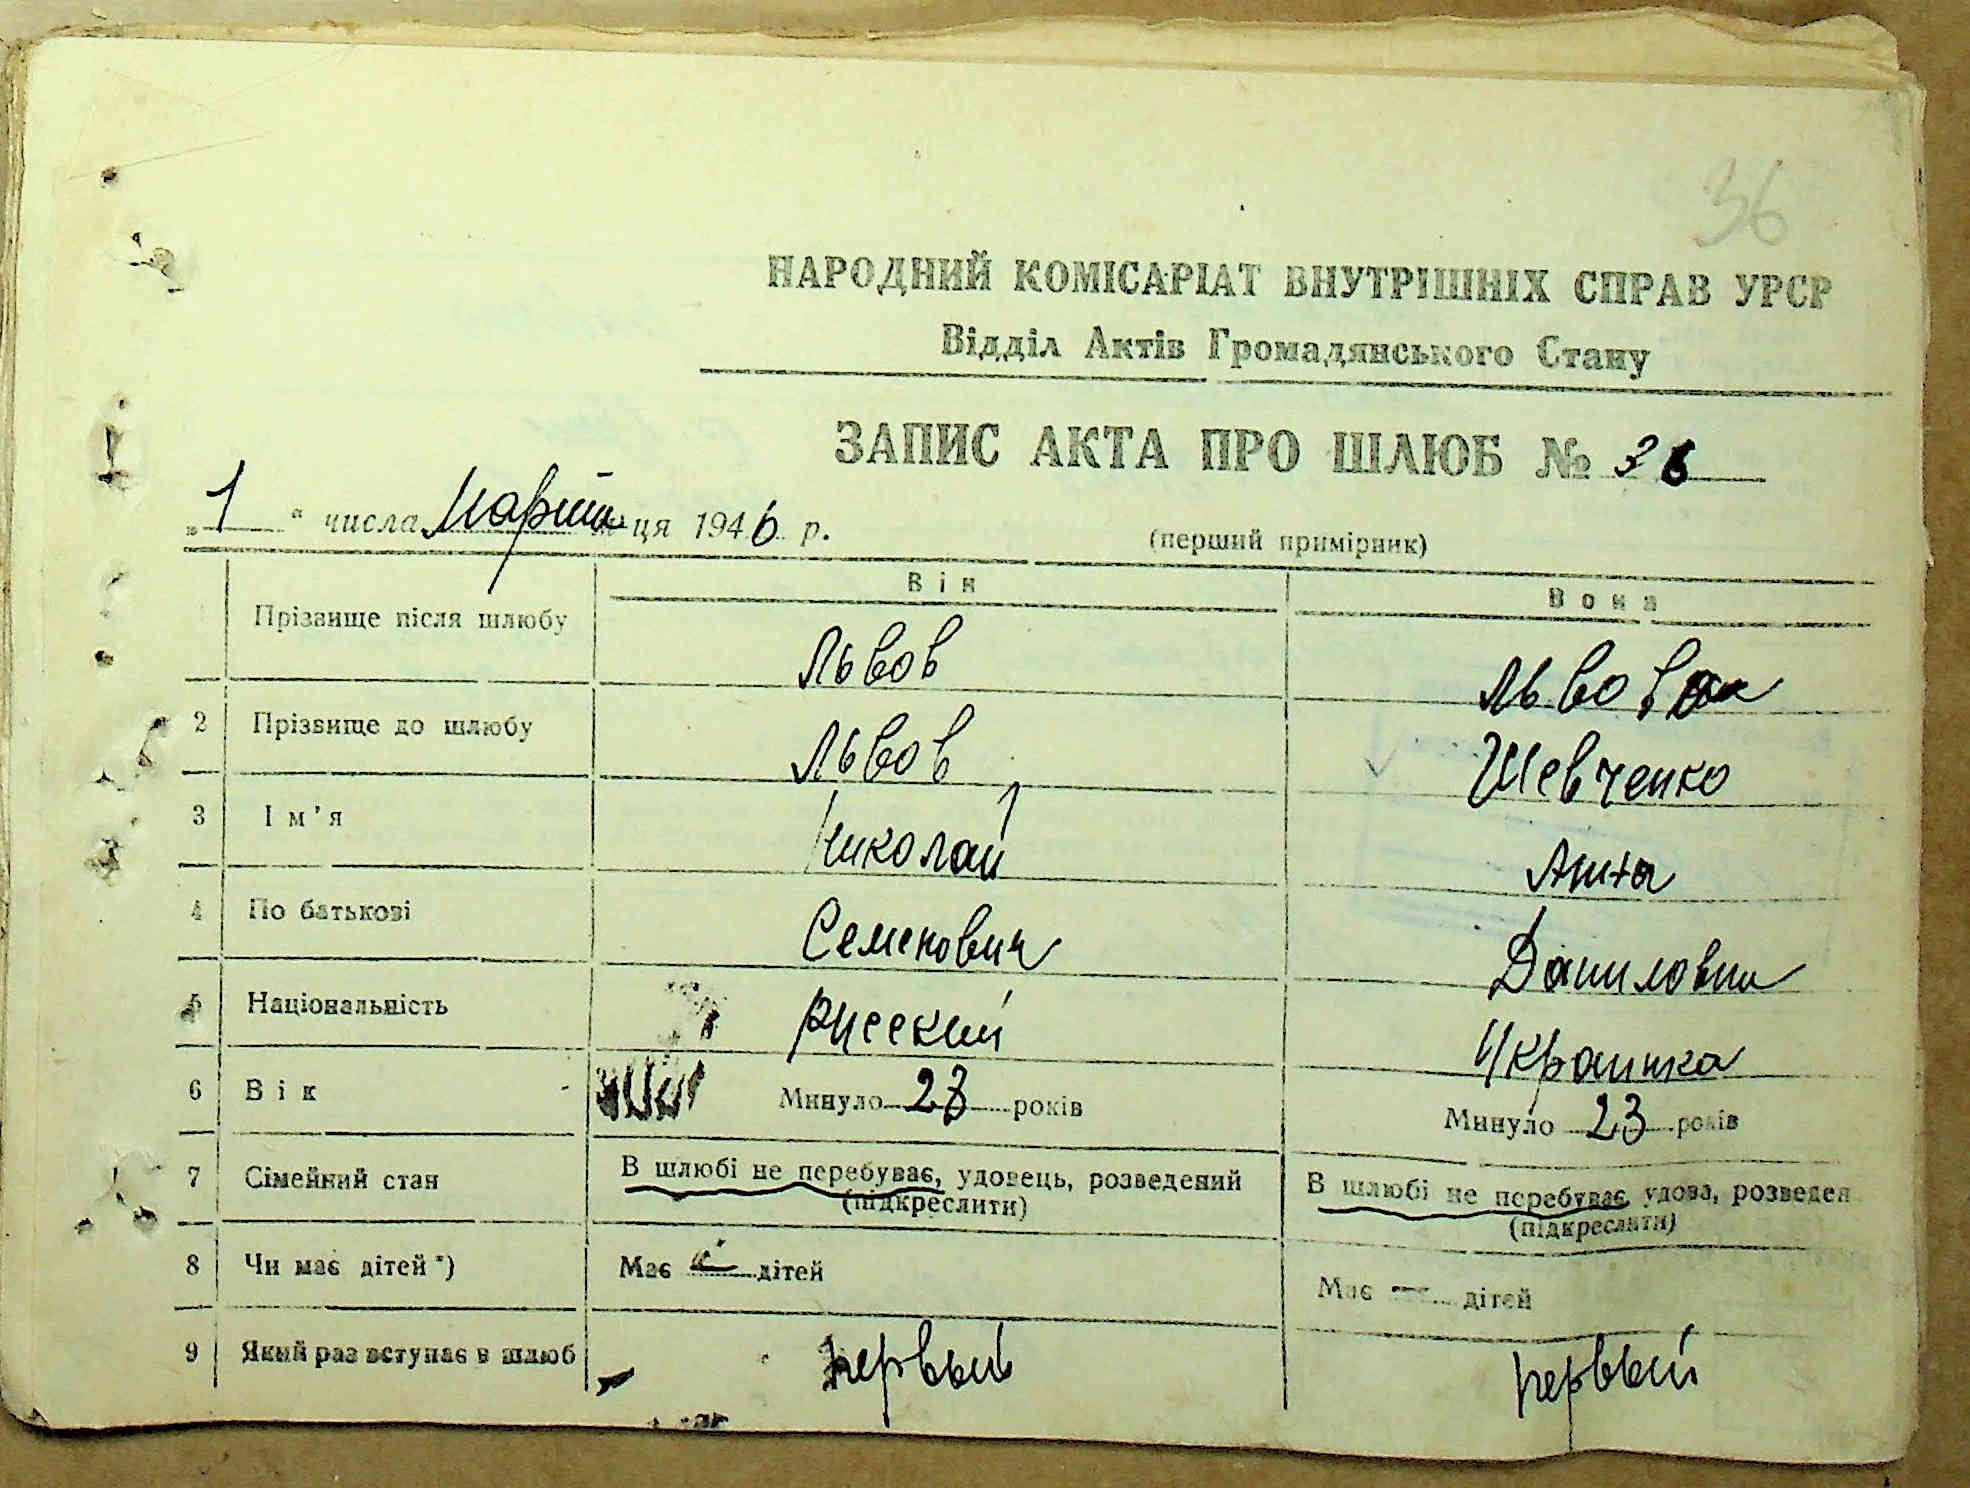 36
НАРОДНИЙ КОМІСАРІАТ ВНУТРІШНІХ СПРАВ УРСР
Відділ Актів Громадянського Стану
ЗАПИС АКТА ПРО ШЛЮБ № 36
„1“ числа Марта ця 1946 р.
(перший примірник)
Він Вона
Прізвище після шлюбу Львов Львова
2 Прізвище до шлюбу Львов Шевченко
3 Ім’я Николай Анна
4 По батькові Семенович Даниловна
5 Національність русский Украинка
6 Вік Минуло 23 років Минуло 23 років
7 Сімейний стан В шлюбі не перебуває, удовець, розведений В шлюбі не перебуває, удова, розведен
(підкреслити) (підкреслити)
8 Чи має дітей*) Має дітей Має — дітей
9 Який раз вступає в шлюб первый первый